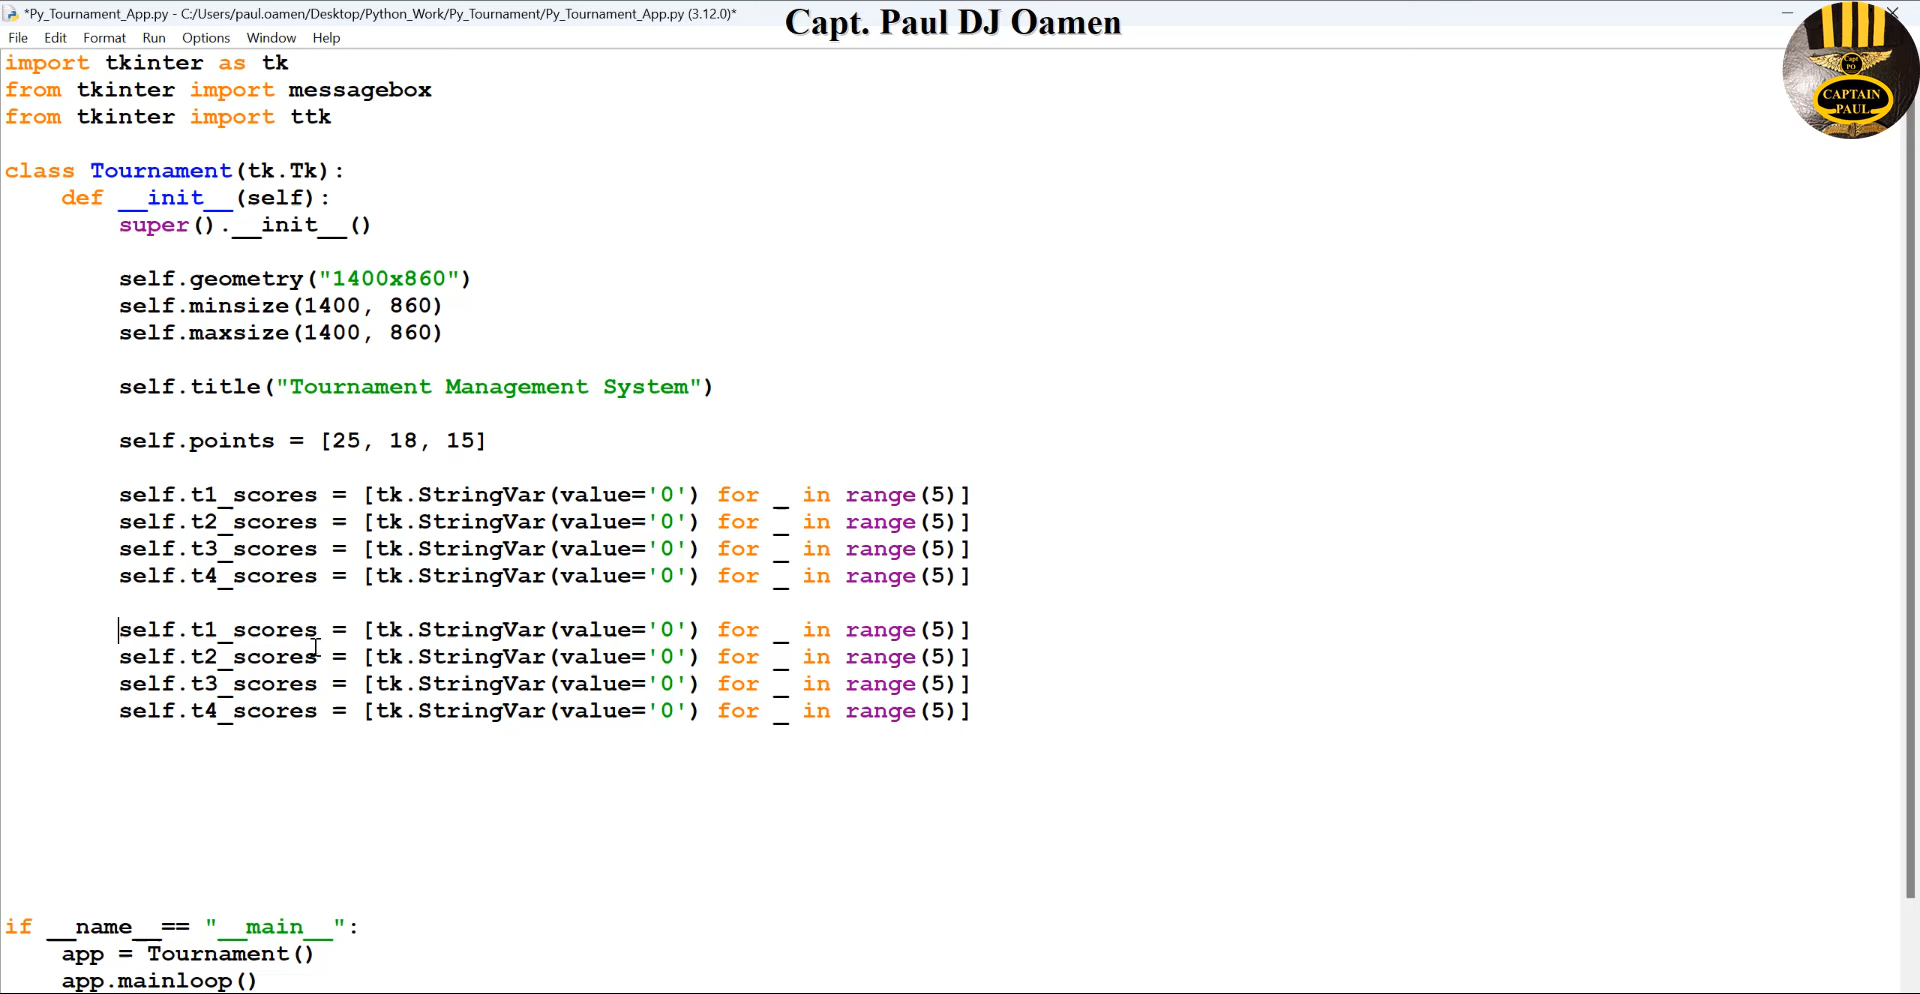 *Py_Tournament_App.py - C:/Users/paul.oamen/Desktop/Python_Work/Py_Tournament/Py_Tournament_App.py (3.12.0)*
Capt. Paul DJ Oamen
File Edit Format Run Options Window Help
Capt
PO
CAPTAIN
PAUL
import tkinter as tk
from tkinter import messagebox
from tkinter import ttk
class Tournament(tk.Tk):
    def __init__(self):
        super().__init__()
        self.geometry("1400x860")
        self.minsize(1400, 860)
        self.maxsize(1400, 860)
        self.title("Tournament Management System")
        self.points = [25, 18, 15]
        self.t1_scores = [tk.StringVar(value='0') for _ in range(5)]
        self.t2_scores = [tk.StringVar(value='0') for _ in range(5)]
        self.t3_scores = [tk.StringVar(value='0') for _ in range(5)]
        self.t4_scores = [tk.StringVar(value='0') for _ in range(5)]
        self.t1_scores = [tk.StringVar(value='0') for _ in range(5)]
        self.t2_scores = [tk.StringVar(value='0') for _ in range(5)]
        self.t3_scores = [tk.StringVar(value='0') for _ in range(5)]
        self.t4_scores = [tk.StringVar(value='0') for _ in range(5)]
if __name__== "__main__":
    app = Tournament()
    app.mainloop()